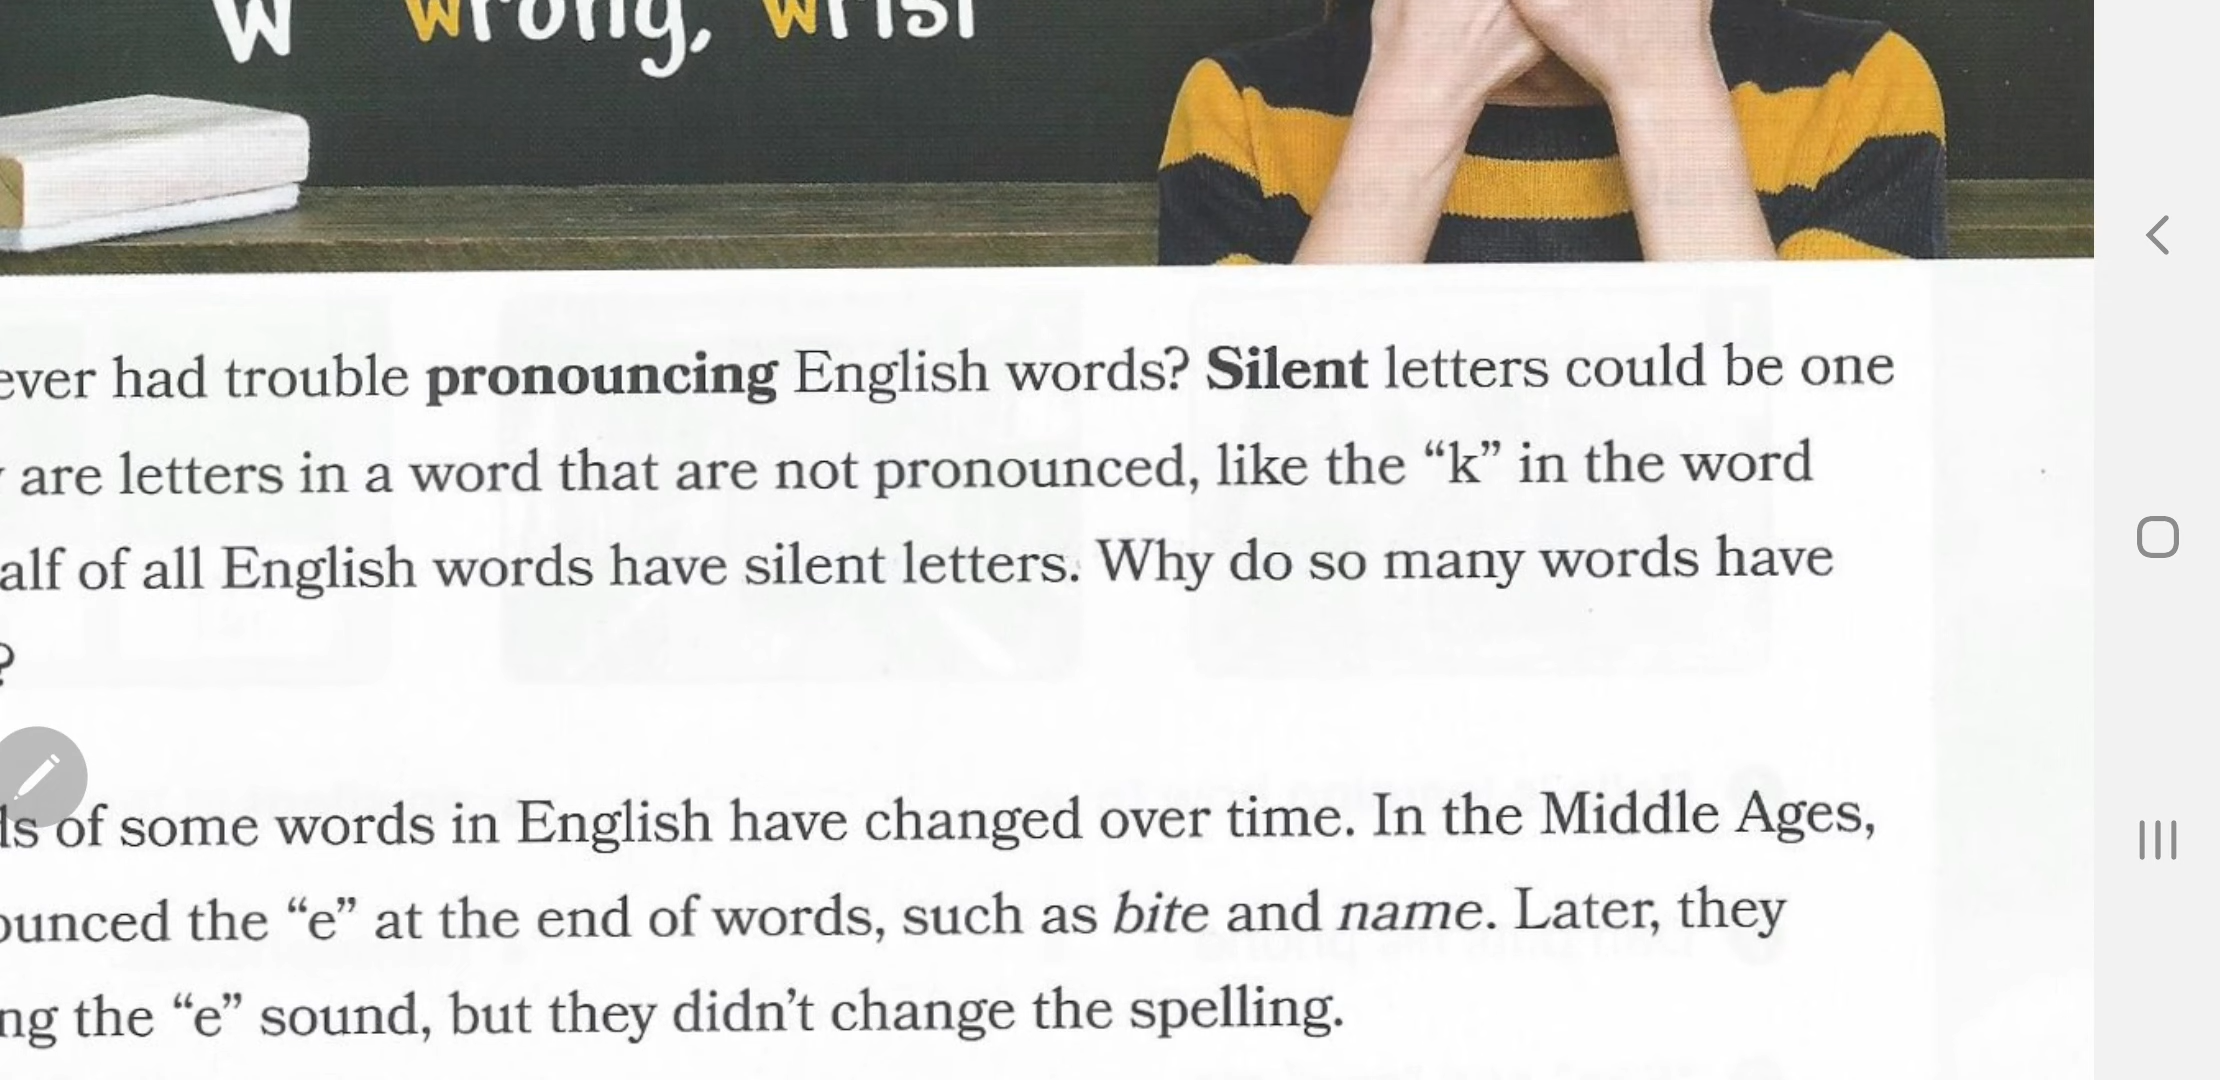 w wrong, wrist
ever had trouble pronouncing English words? Silent letters could be one
are letters in a word that are not pronounced, like the “k” in the word
alf of all English words have silent letters. Why do so many words have
?
ds of some words in English have changed over time. In the Middle Ages,
ounced the “e” at the end of words, such as bite and name. Later, they
ng the “e” sound, but they didn’t change the spelling.